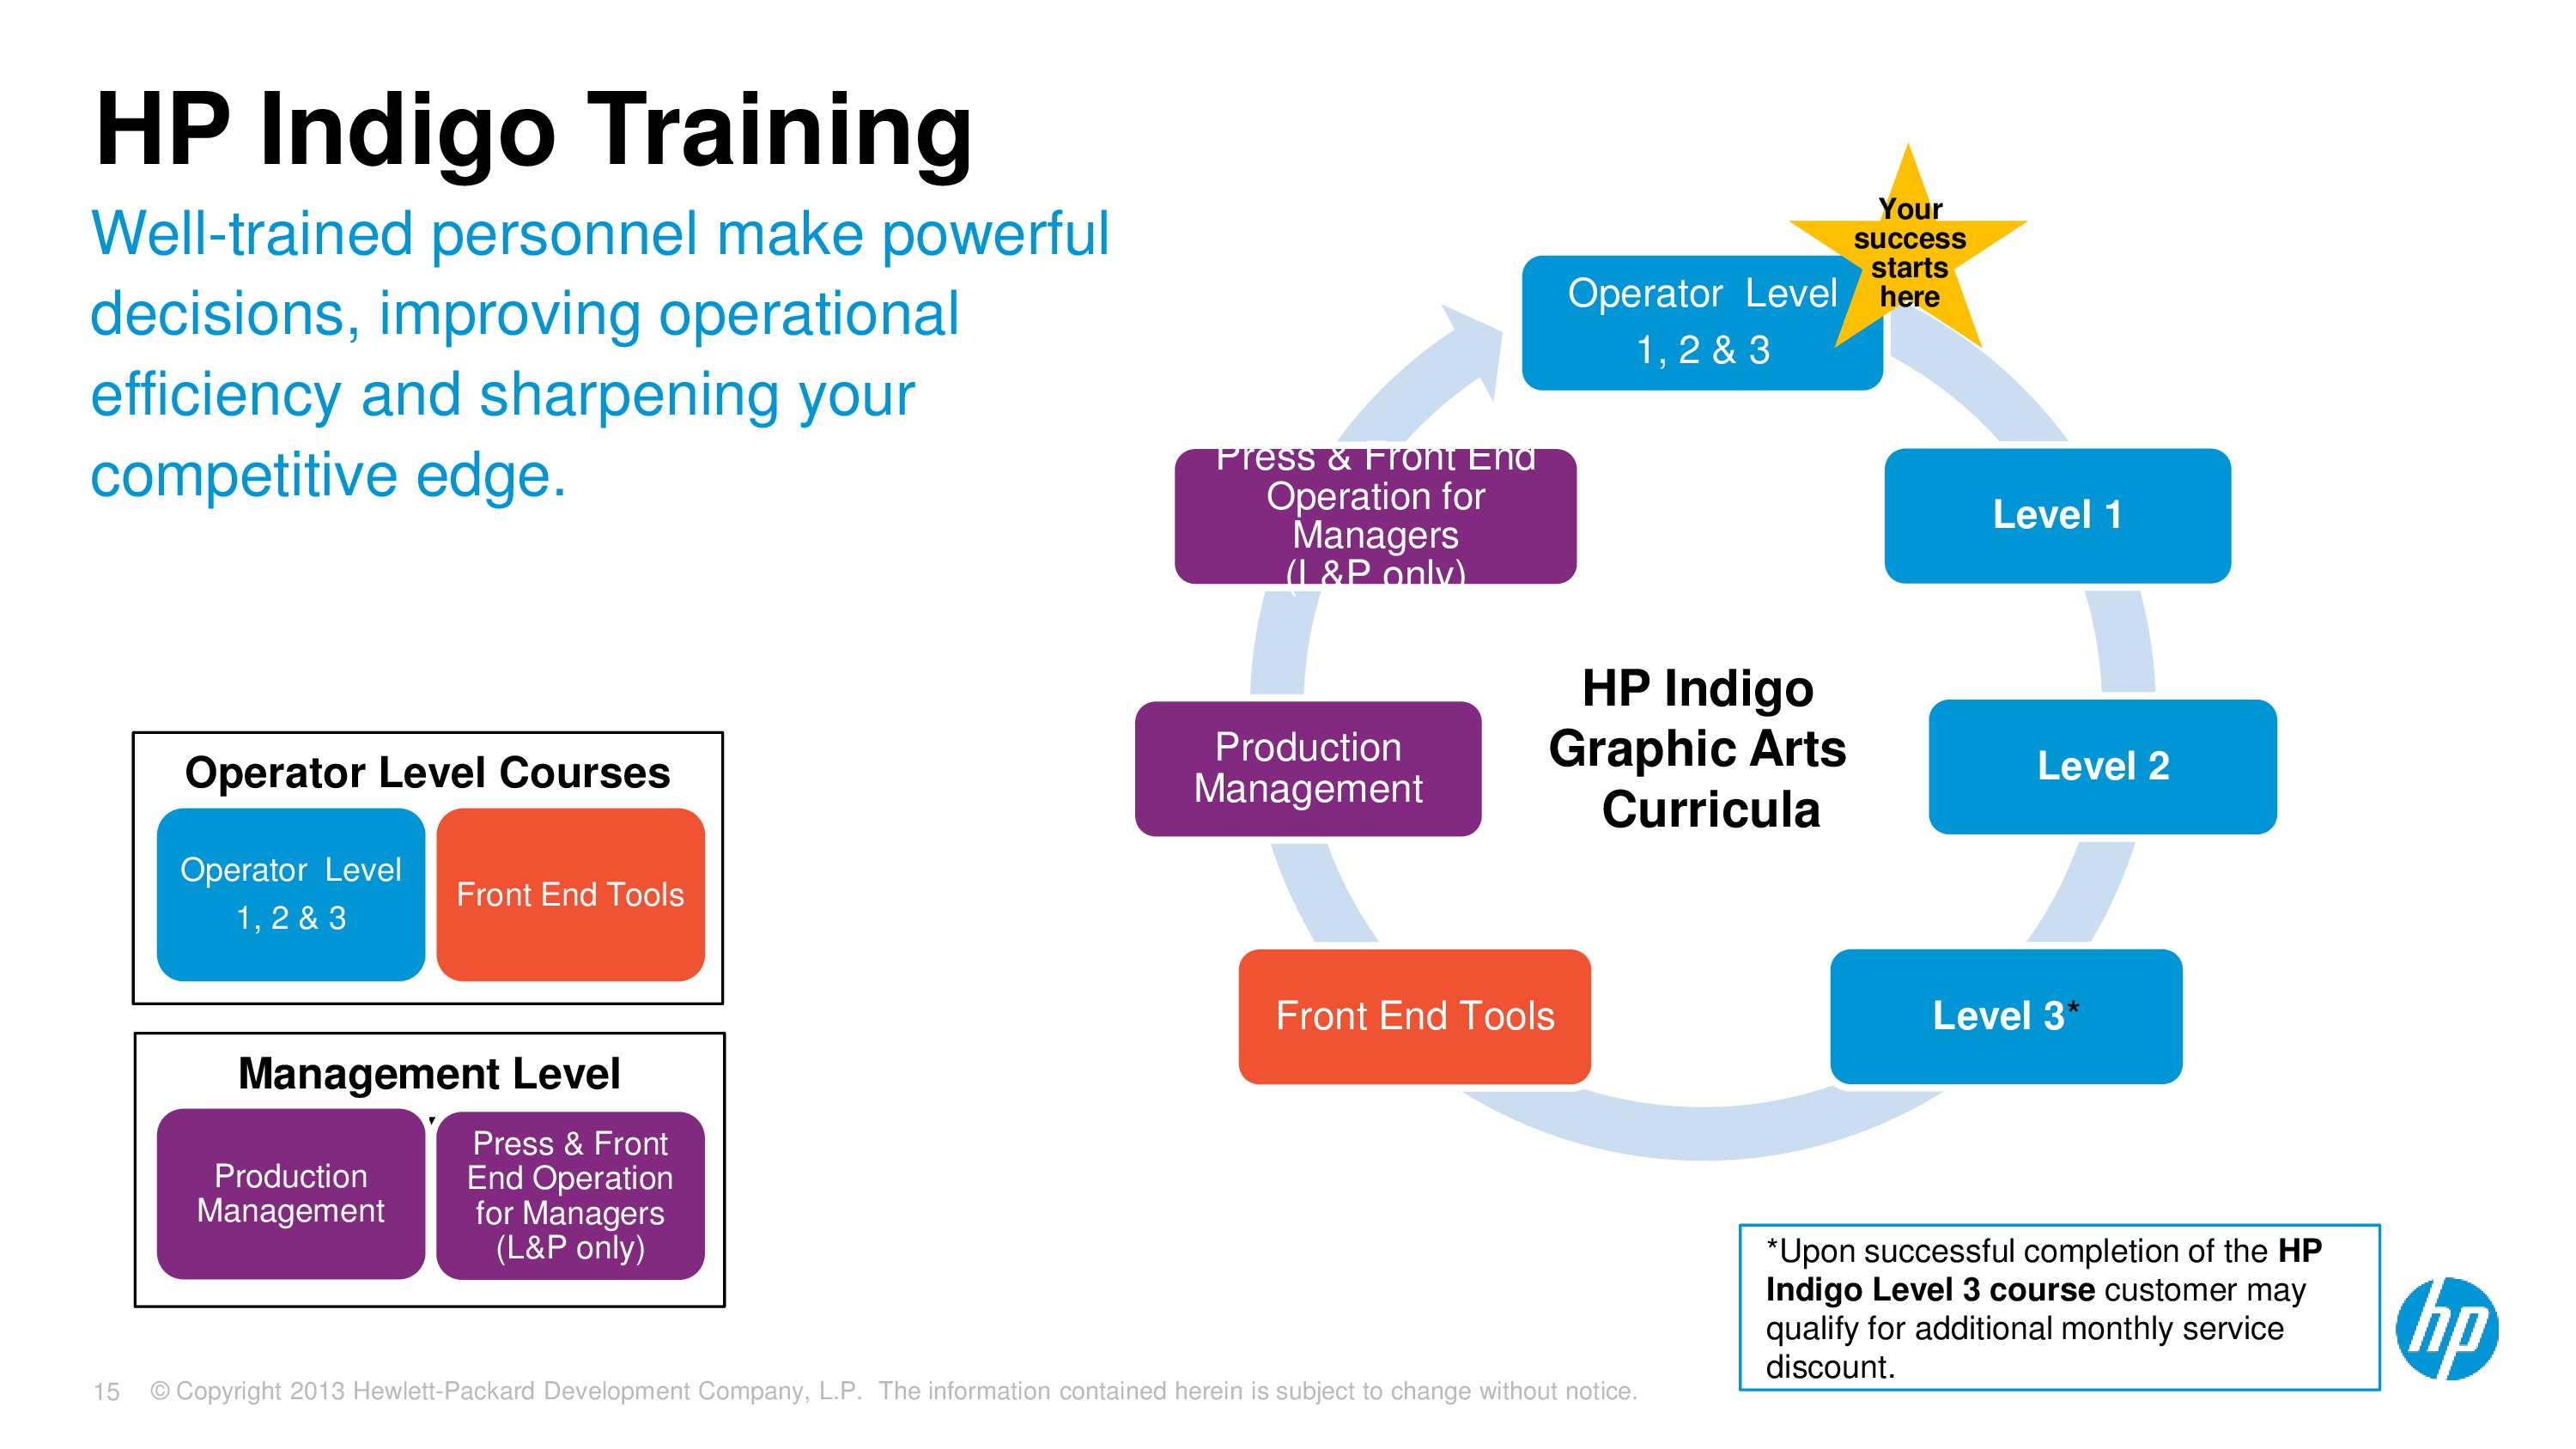 HP Indigo Training
Well-trained personnel make powerful
decisions, improving operational
efficiency and sharpening your
competitive edge.
Your
success
starts
here
Operator Level
1, 2 & 3
Level 1
Level 2
Level 3*
Front End Tools
Production
Management
Press & Front End
Operation for
Managers
(L&P only)
HP Indigo
Graphic Arts
Curricula
Operator Level Courses
Operator Level
1, 2 & 3
Front End Tools
Management Level
Production
Management
Press & Front
End Operation
for Managers
(L&P only)
*Upon successful completion of the HP
Indigo Level 3 course customer may
qualify for additional monthly service
discount.
hp
15 © Copyright 2013 Hewlett-Packard Development Company, L.P. The information contained herein is subject to change without notice.